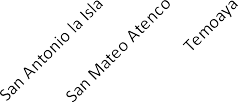 San Antonio la Isla
San Mateo Atenco
Temoaya